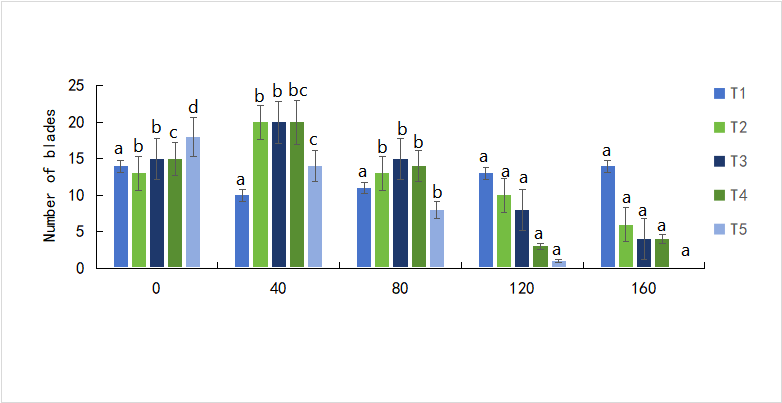 25
20
15
10
5
0
Number of blades
a b b c d
a b b bc c
a b b b b
a a a a a
a a a a a
0 40 80 120 160
T1
T2
T3
T4
T5